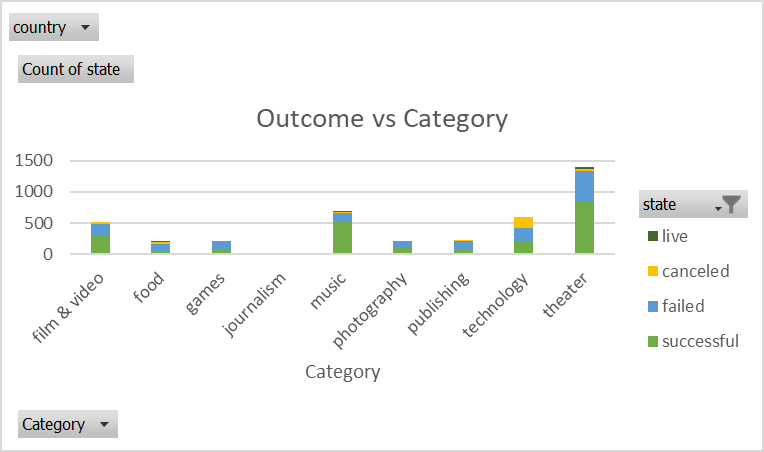 country
Count of state
Outcome vs Category
1500
1000
500
0
film & video
food
games
journalism
music
photography
publishing
technology
theater
Category
state
live
canceled
failed
successful
Category